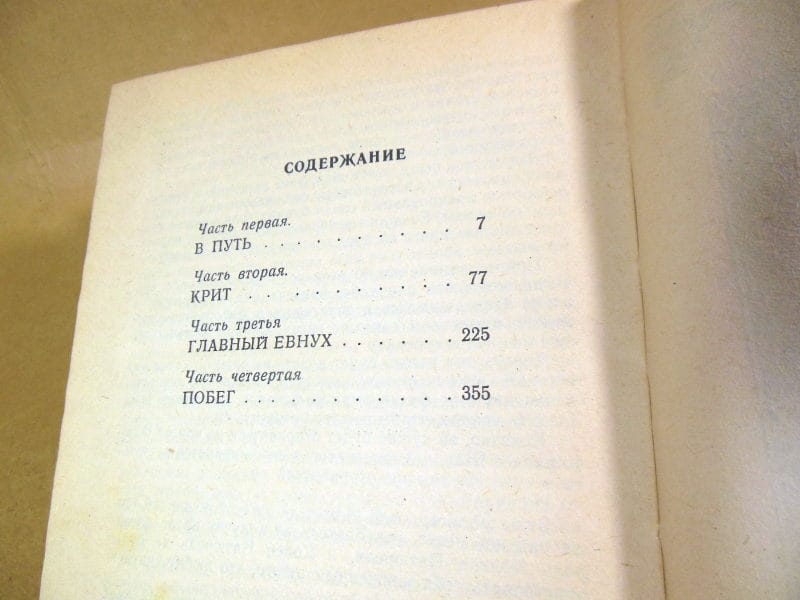 СОДЕРЖАНИЕ
Часть первая.
В ПУТЬ . . . . . . . . . . 7
Часть вторая.
КРИТ . . . . . . . . . . . 77
Часть третья
ГЛАВНЫЙ ЕВНУХ . . . . . . 225
Часть четвертая
ПОБЕГ . . . . . . . . . . . 355